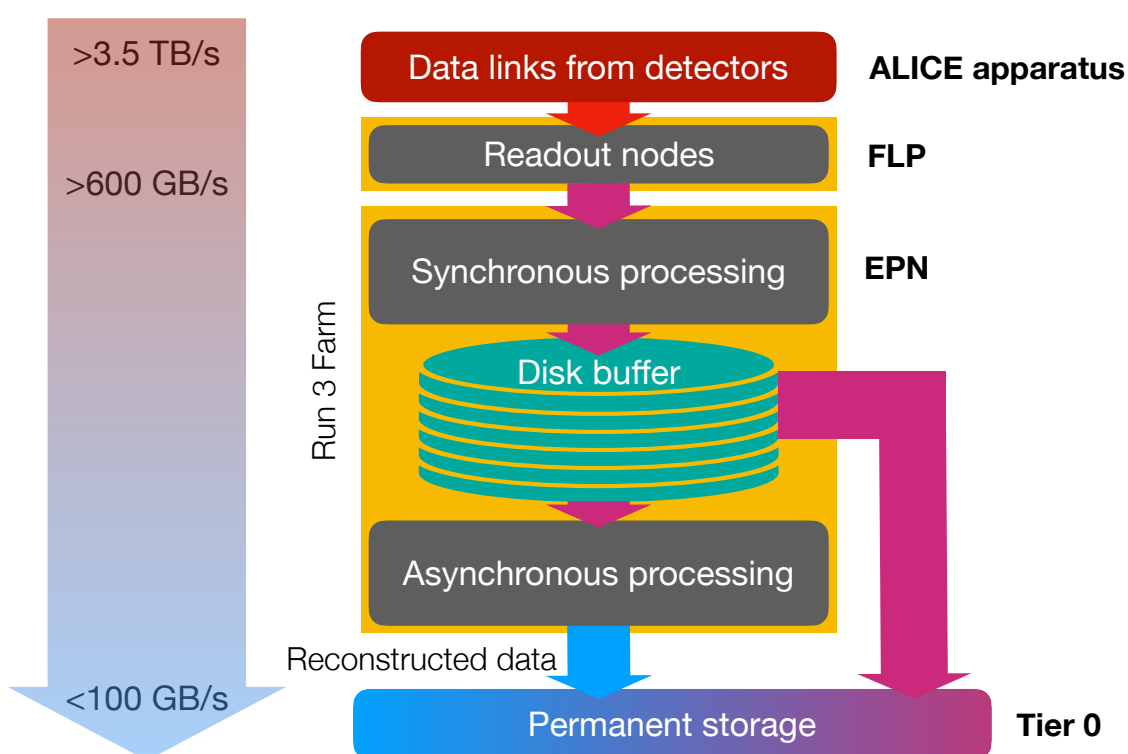 >3.5 TB/s
Data links from detectors
ALICE apparatus
>600 GB/s
Readout nodes
FLP
Synchronous processing
EPN
Run 3 Farm
Disk buffer
Asynchronous processing
Reconstructed data
<100 GB/s
Permanent storage
Tier 0